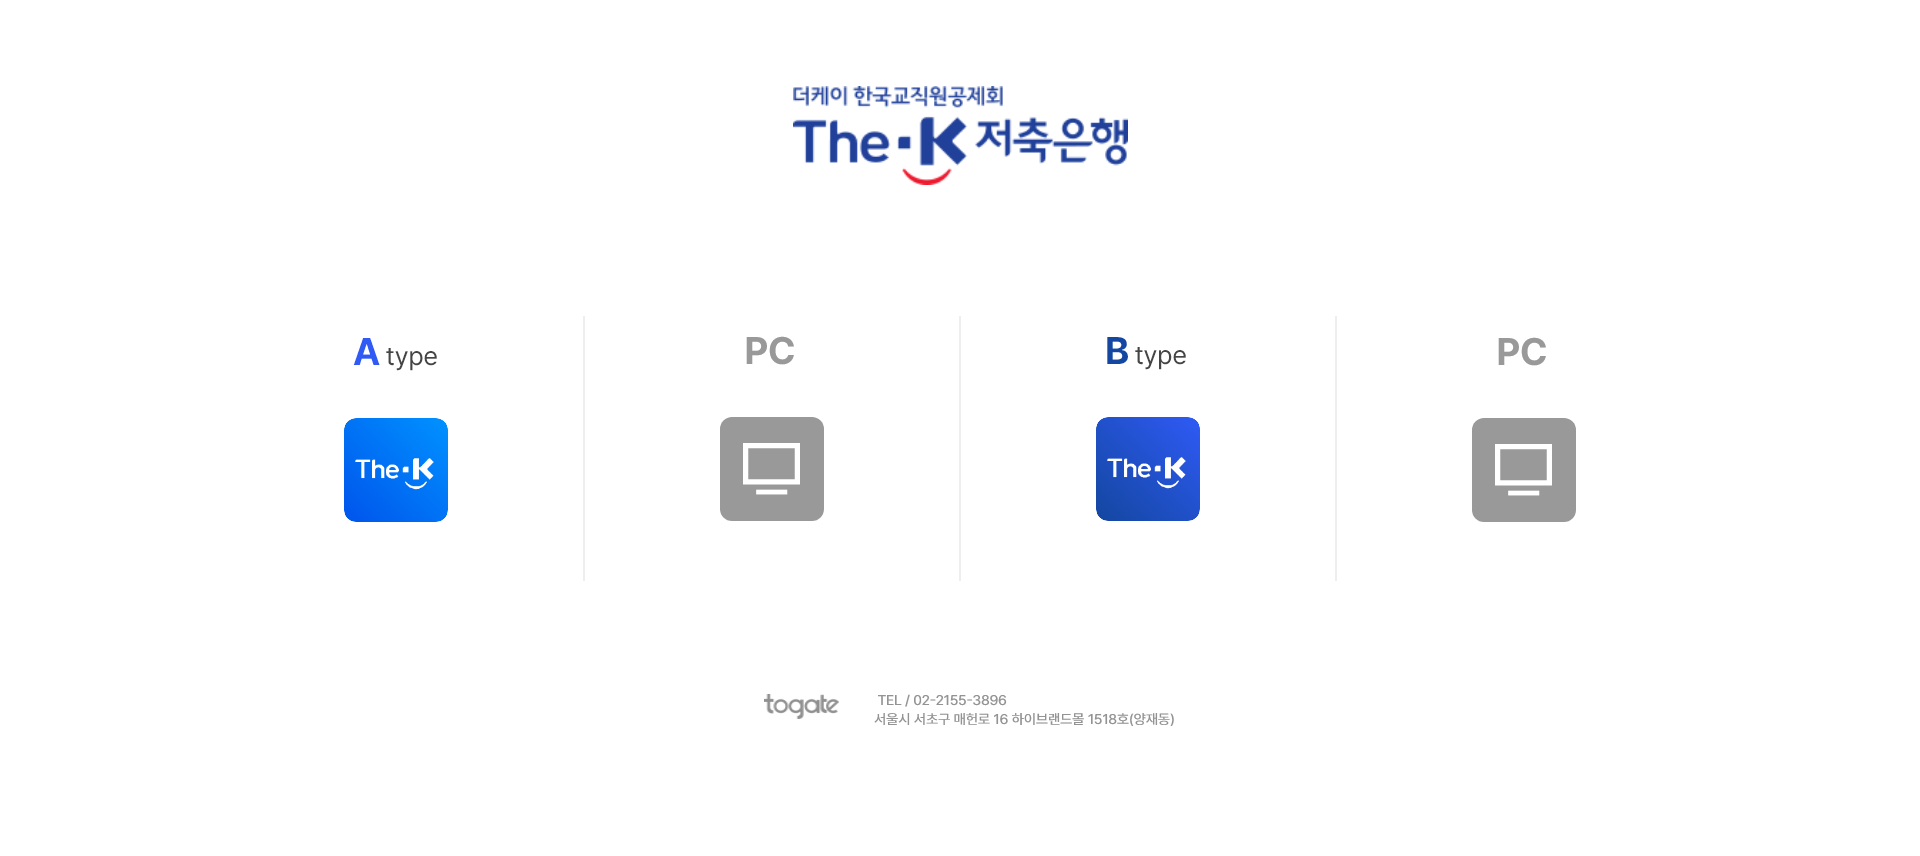 더케이 한국교직원공제회
The·K 저축은행
A type
PC
B type
PC
The·K
The·K
togate
TEL / 02-2155-3896
서울시 서초구 매헌로 16 하이브랜드몰 1518호(양재동)